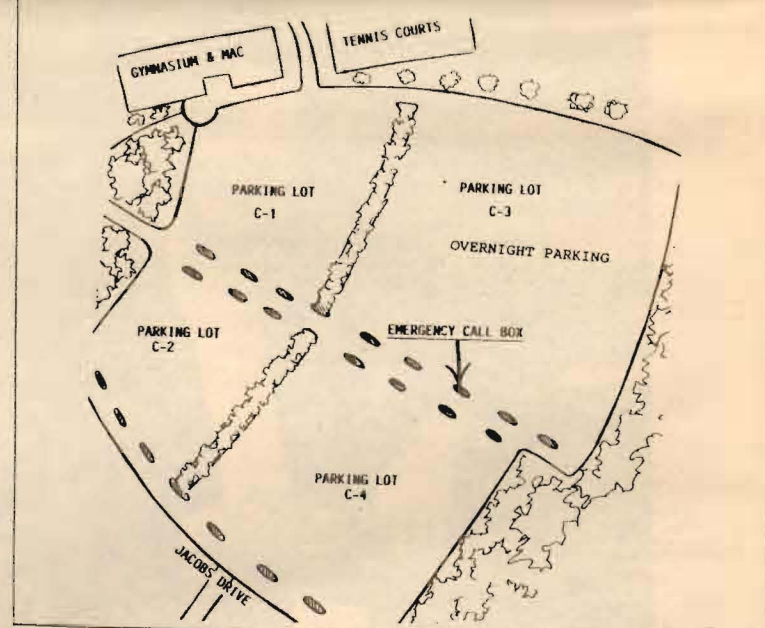 GYMNASIUM & MAC
TENNIS COURTS
PARKING LOT
C-1
PARKING LOT
C-3
OVERNIGHT PARKING
PARKING LOT
C-2
EMERGENCY CALL BOX
PARKING LOT
C-4
JACOBS DRIVE